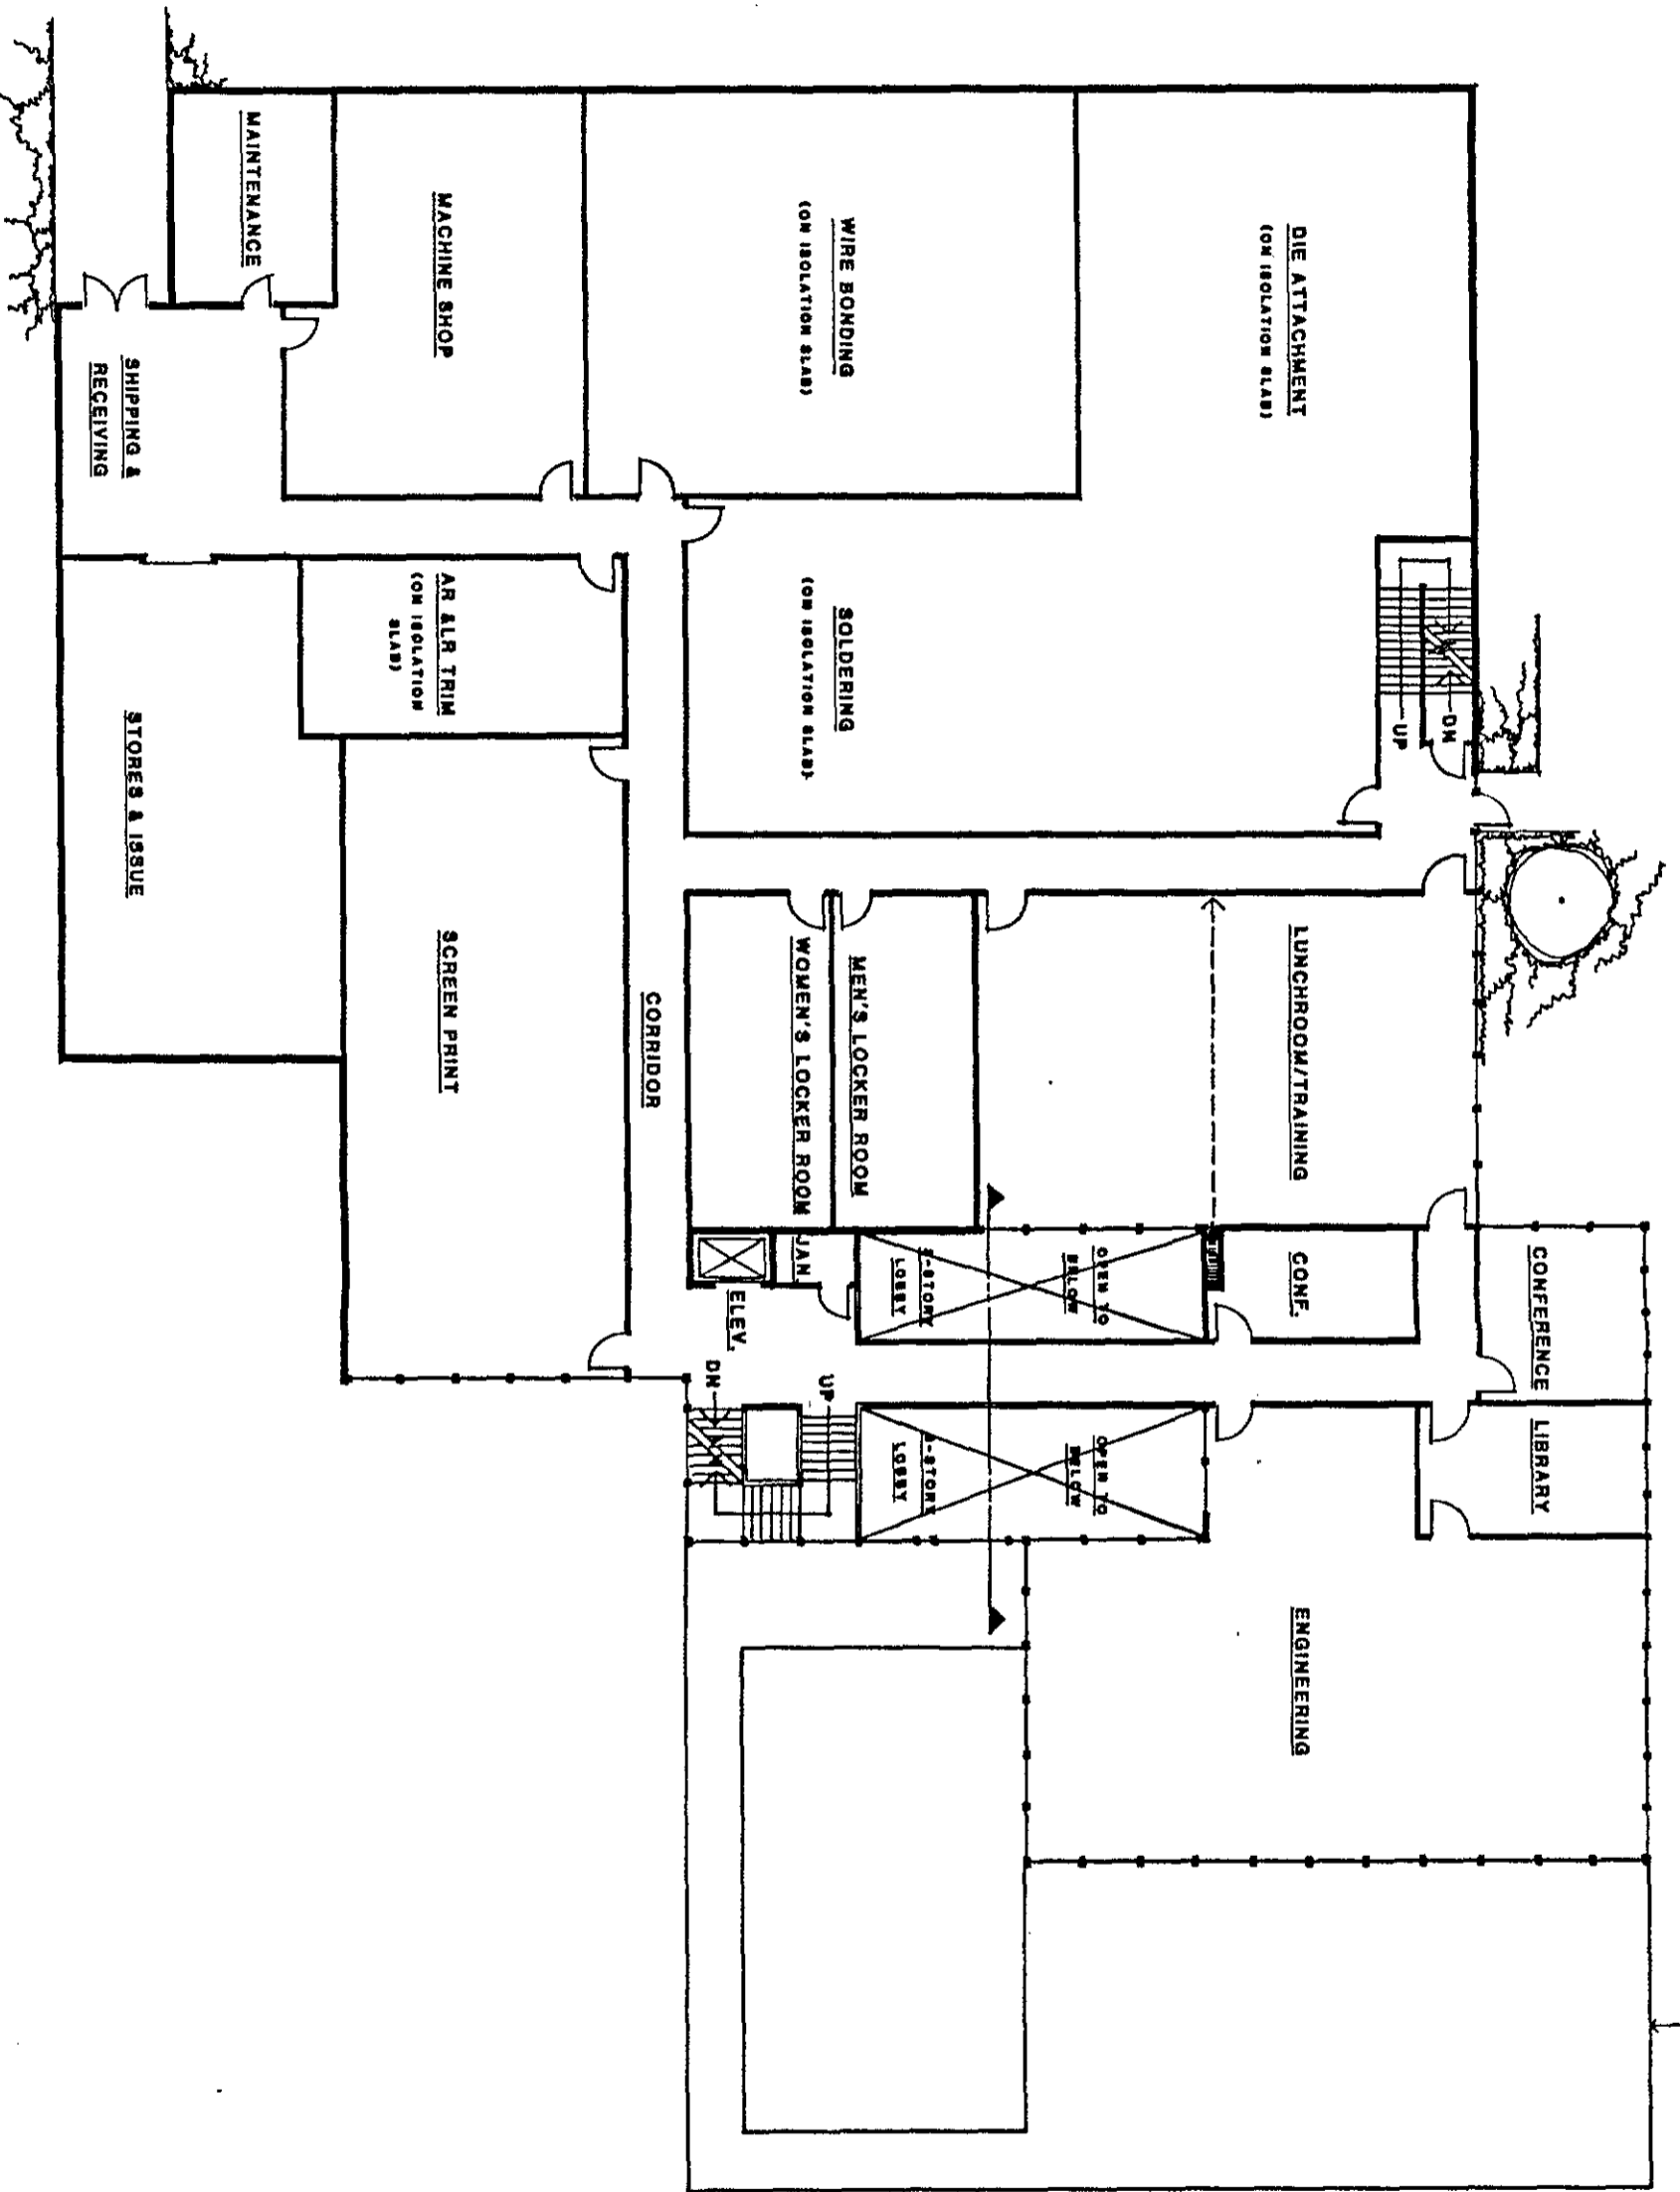 MAINTENANCE
MACHINE SHOP
WIRE BONDING
(ON ISOLATION SLAB)
DIE ATTACHMENT
(ON ISOLATION SLAB)
SHIPPING &
RECEIVING
AR &LR TRIM
(ON ISOLATION
SLAB)
SOLDERING
(ON ISOLATION SLAB)
DN
UP
STORES & ISSUE
SCREEN PRINT
CORRIDOR
WOMEN'S LOCKER ROOM
MEN'S LOCKER ROOM
LUNCHROOM/TRAINING
JAN.
ELEV.
OPEN TO
BELOW
2-STORY
LOBBY
CONF.
CONFERENCE
DN
UP
OPEN TO
BELOW
2-STORY
LOBBY
LIBRARY
ENGINEERING